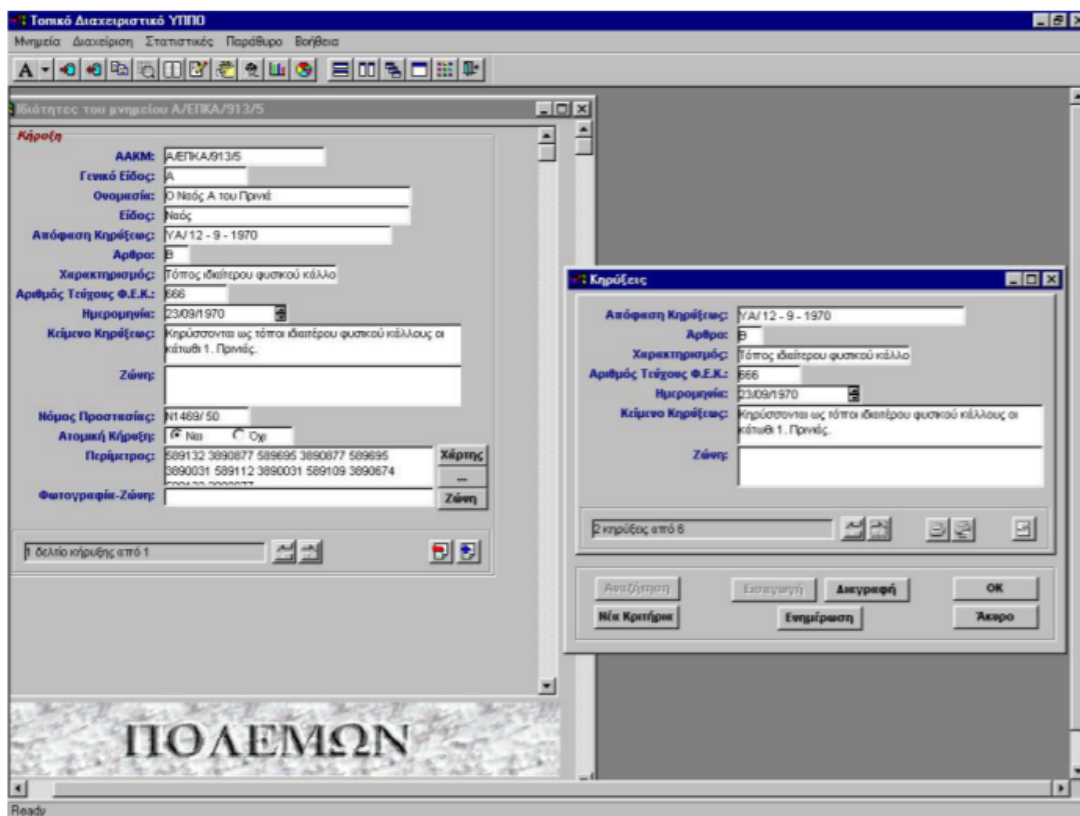 Τοπικό Διαχειριστικό ΥΠΠΟ
Μνημεία Διαχείριση Στατιστικές Παράθυρο Βοήθεια
Ιδιότητες του μνημείου Α/ΕΠΚΑ/913/5
Κήρυξη
ΑΑΚΜ: Α/ΕΠΚΑ/913/5
Γενικό Είδος: Α
Ονομασία: Ο Ναός Α του Πρινιά
Είδος: Ναός
Απόφαση Κηρύξεως: ΥΑ/ 12 - 9 - 1970
Άρθρο: Β
Χαρακτηρισμός: Τόπος ιδιαίτερου φυσικού κάλλο
Αριθμός Τεύχους Φ.Ε.Κ.: 666
Ημερομηνία: 23/09/1970
Κείμενο Κηρύξεως: Κηρύσσονται ως τόποι ιδιαιτέρου φυσικού κάλλους οι
κάτωθι 1. Πρινιάς.
Ζώνη:
Νόμος Προστασίας: Ν1469/ 50
Ατομική Κήρυξη: Ναι Όχι
Περίμετρος: 589132 3890877 589695 3890877 589695
3890031 589112 3890031 589109 3890674
Χάρτης
...
Φωτογραφία-Ζώνη:
Ζώνη
1 δελτίο κήρυξης από 1
ΠΟΛΕΜΩΝ
Κηρύξεις
Απόφαση Κηρύξεως: ΥΑ/ 12 - 9 - 1970
Άρθρο: Β
Χαρακτηρισμός: Τόπος ιδιαίτερου φυσικού κάλλο
Αριθμός Τεύχους Φ.Ε.Κ.: 666
Ημερομηνία: 23/09/1970
Κείμενο Κηρύξεως: Κηρύσσονται ως τόποι ιδιαιτέρου φυσικού κάλλους οι
κάτωθι 1. Πρινιάς.
Ζώνη:
2 κηρύξεις από 6
Αναζήτηση Εισαγωγή Διαγραφή ΟΚ
Νέα Κριτήρια Ενημέρωση Άκυρο
Ready